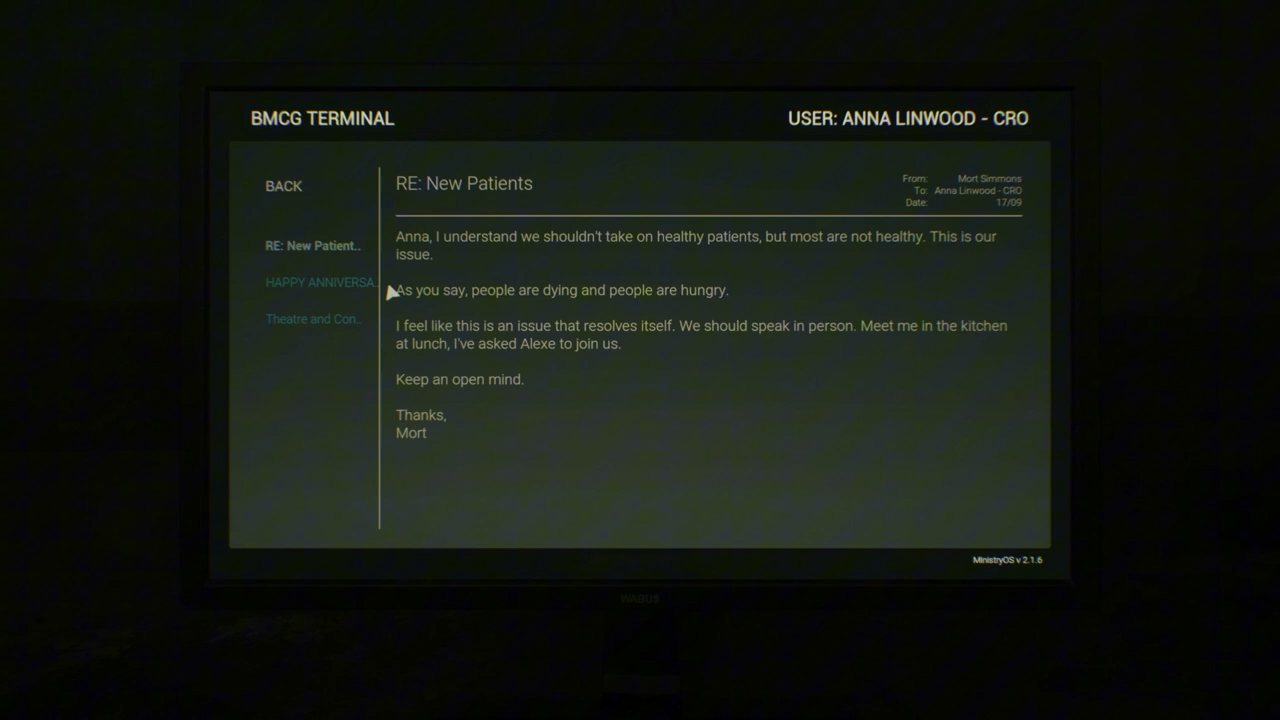 BMCG TERMINAL
USER: ANNA LINWOOD - CRO
BACK
RE: New Patient..
HAPPY ANNIVERSA..
Theatre and Con..
RE: New Patients
From: Mort Simmons
To: Anna Linwood - CRO
Date: 17/09
Anna, I understand we shouldn't take on healthy patients, but most are not healthy. This is our
issue.
As you say, people are dying and people are hungry.
I feel like this is an issue that resolves itself. We should speak in person. Meet me in the kitchen
at lunch, I've asked Alexe to join us.
Keep an open mind.
Thanks,
Mort
MinistryOS v 2.1.6
WABUS